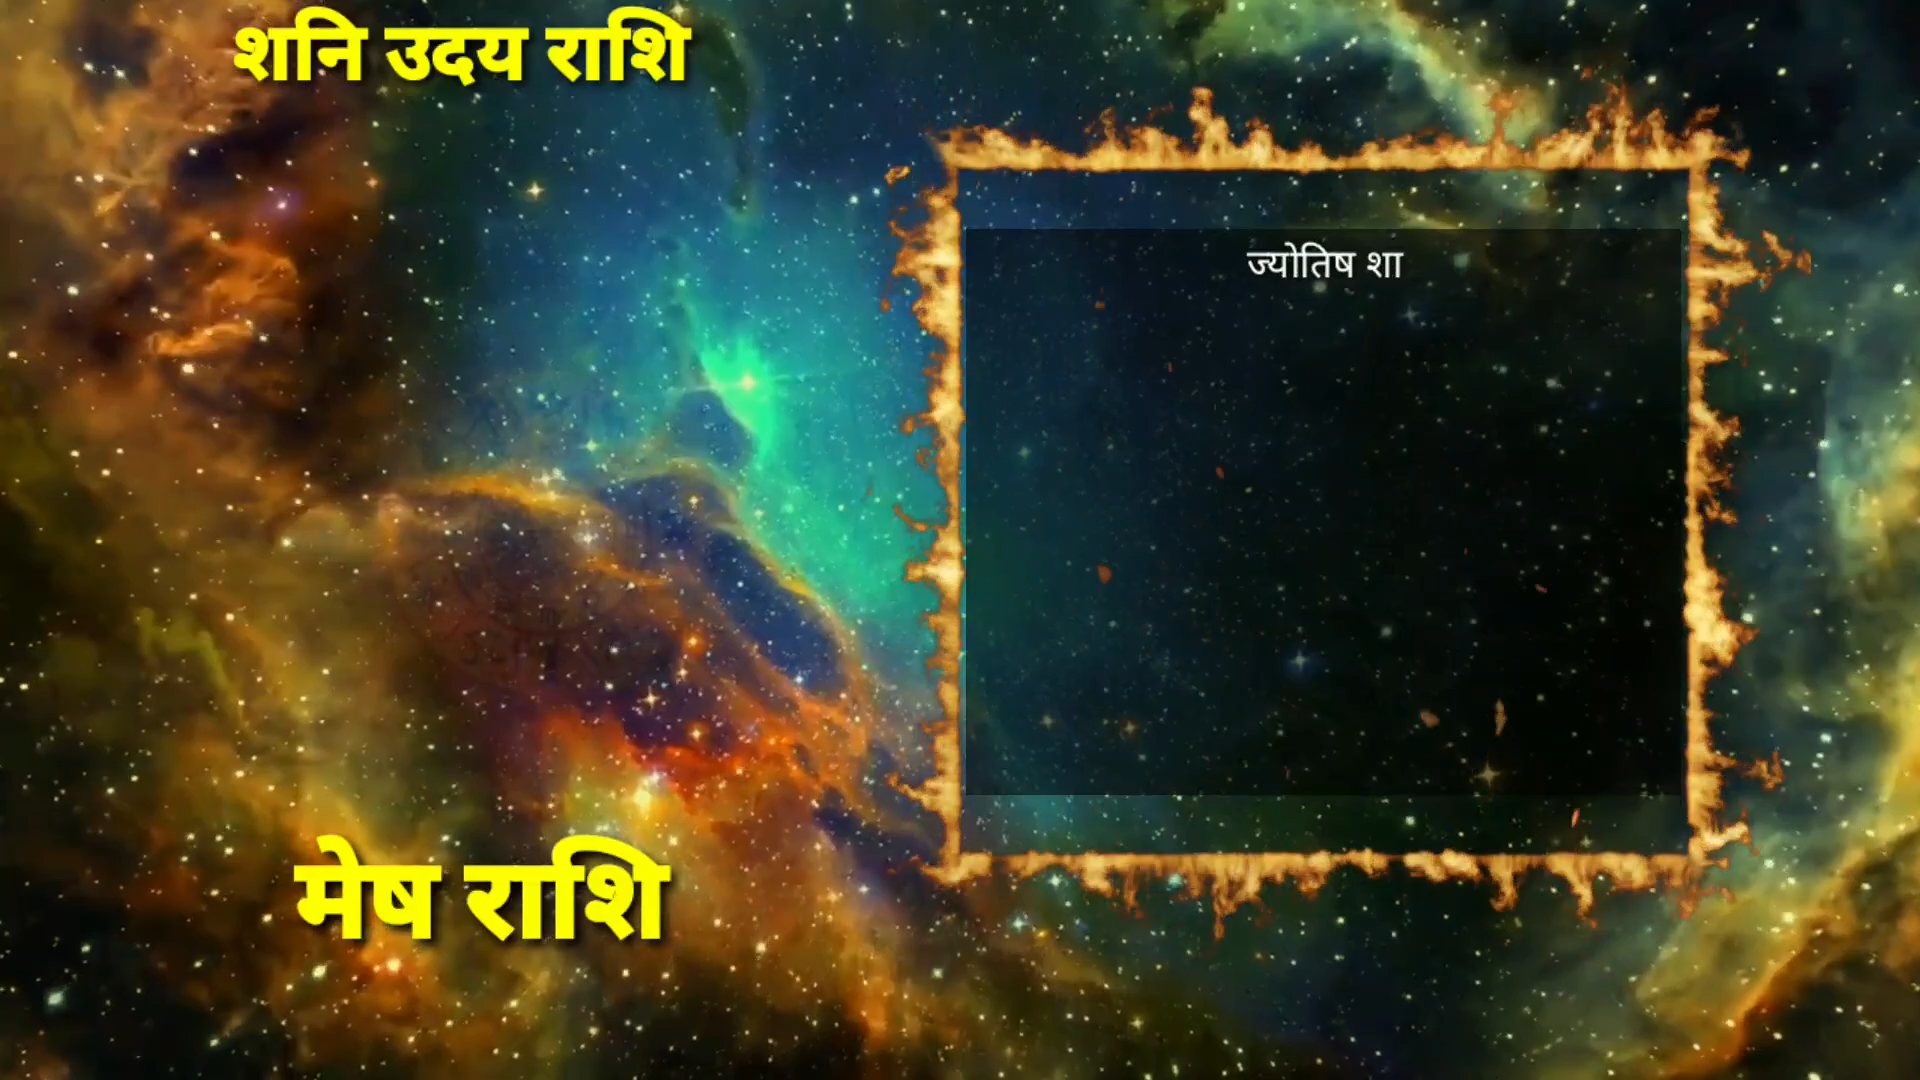 शनि उदय राशि
ज्योतिष शा
मेष राशि